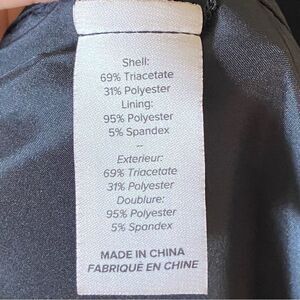 Shell:
69% Triacetate
31% Polyester
Lining:
95% Polyester
5% Spandex
--
Exterieur:
69% Triacetate
31% Polyester
Doublure:
95% Polyester
5% Spandex
MADE IN CHINA
FABRIQUÉ EN CHINE